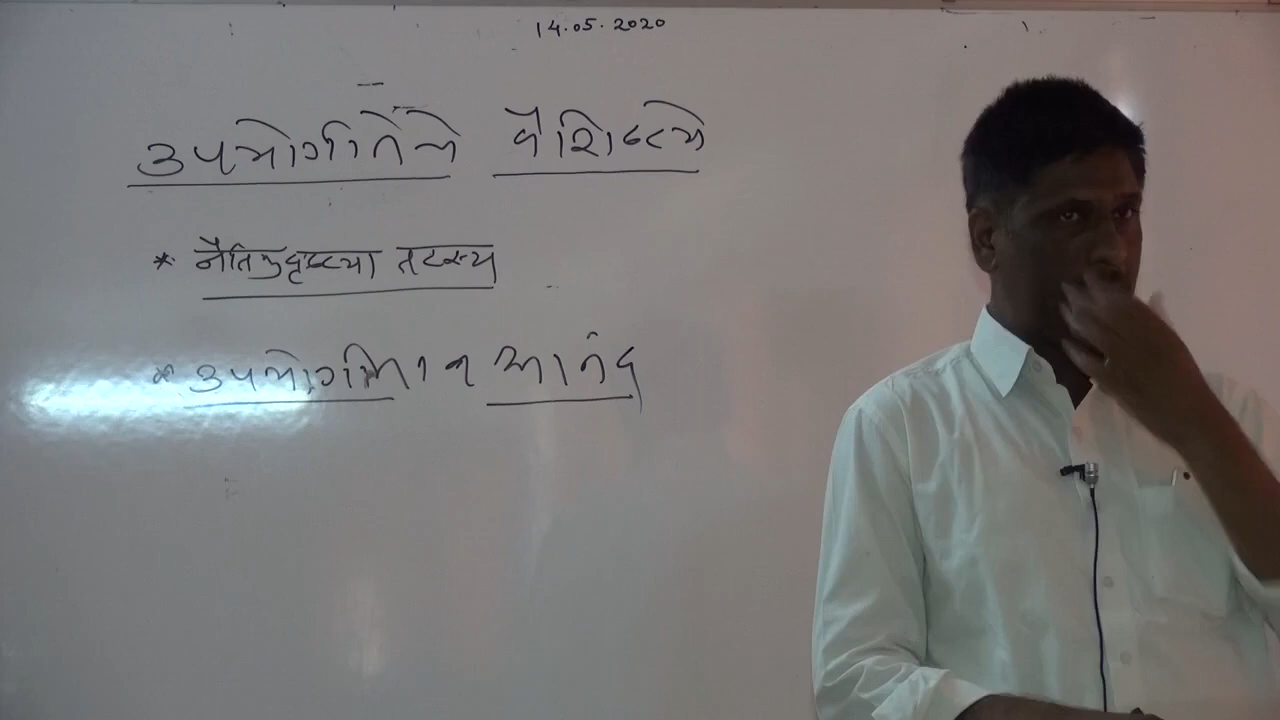 14.05.2020
उपयोगीतेचे वैशिष्ट्ये
* नैतिकदृष्ट्या तटस्थ
* उपयोगीता व आनंद